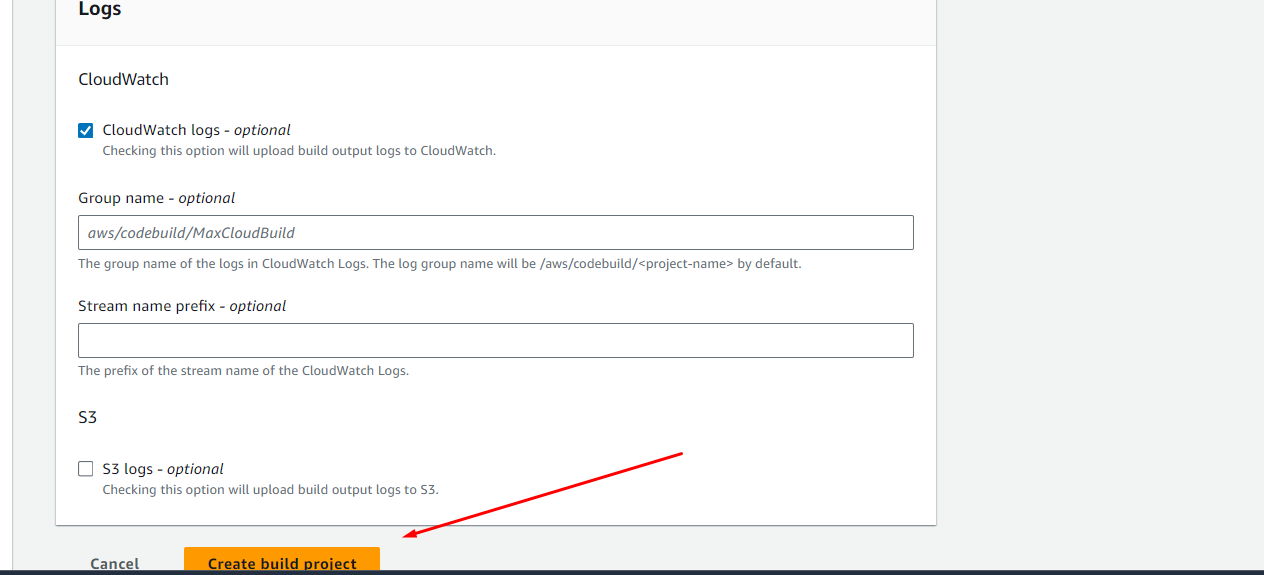 Logs
CloudWatch
CloudWatch logs - optional
Checking this option will upload build output logs to CloudWatch.
Group name - optional
aws/codebuild/MaxCloudBuild
The group name of the logs in CloudWatch Logs. The log group name will be /aws/codebuild/<project-name> by default.
Stream name prefix - optional
The prefix of the stream name of the CloudWatch Logs.
S3
S3 logs - optional
Checking this option will upload build output logs to S3.
Cancel
Create build project